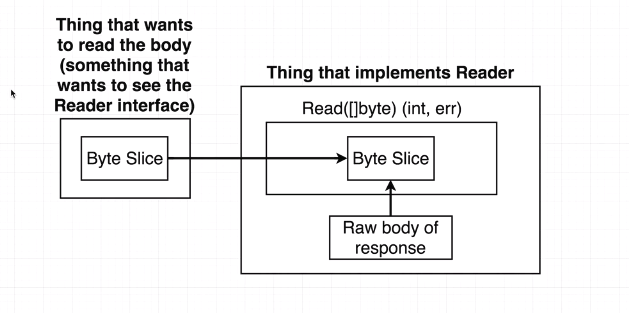 Thing that wants
to read the body
(something that
wants to see the
Reader interface)
Byte Slice
Thing that implements Reader
Read([]byte) (int, err)
Byte Slice
Raw body of
response